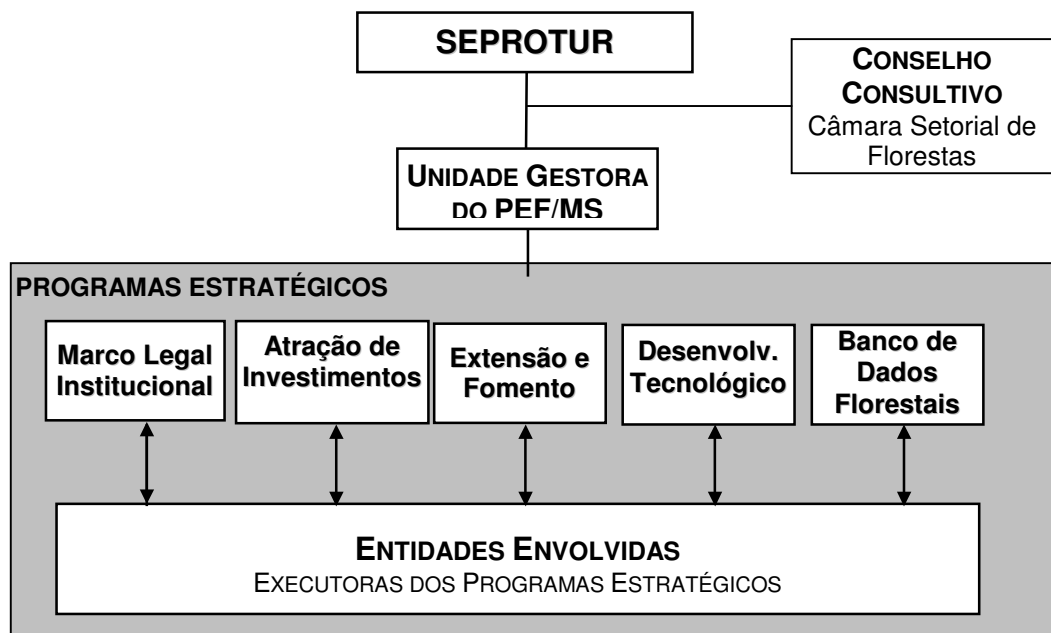 SEPROTUR
CONSELHO
CONSULTIVO
Câmara Setorial de
Florestas
UNIDADE GESTORA
DO PEF/MS
PROGRAMAS ESTRATÉGICOS
Marco Legal
Institucional
Atração de
Investimentos
Extensão e
Fomento
Desenvolv.
Tecnológico
Banco de
Dados
Florestais
ENTIDADES ENVOLVIDAS
EXECUTORAS DOS PROGRAMAS ESTRATÉGICOS